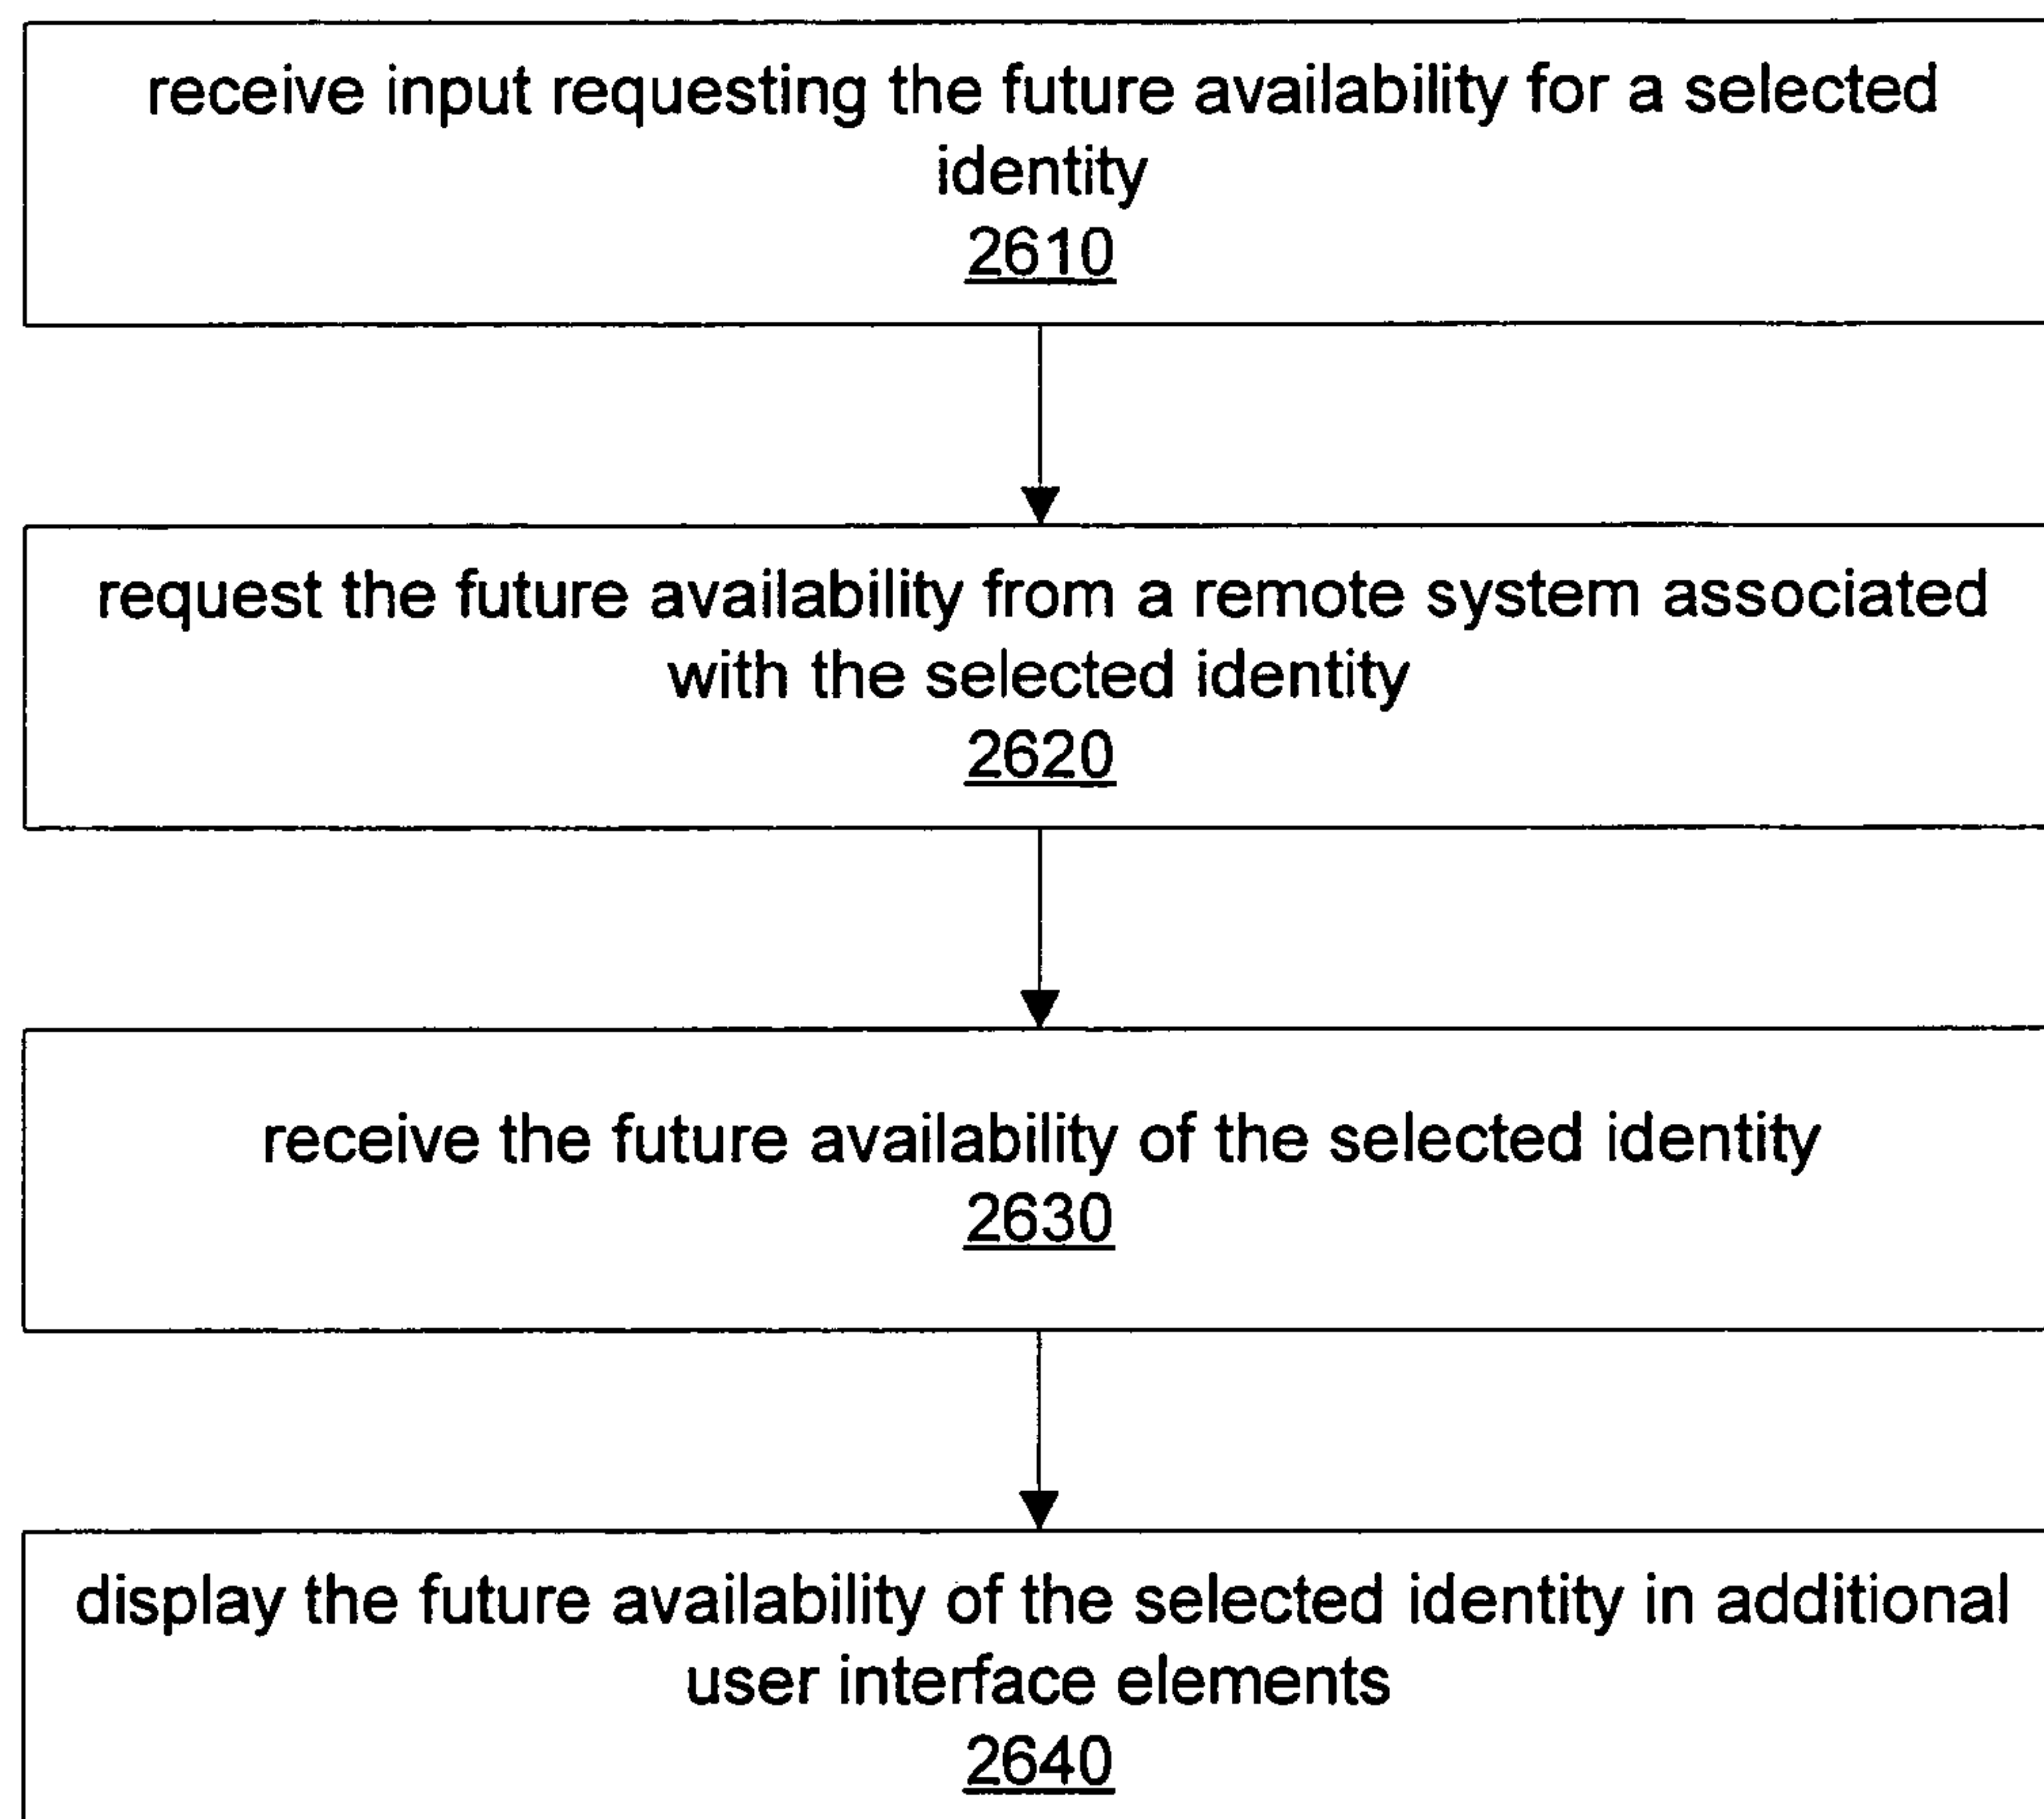 receive input requesting the future availability for a selected
identity
2610
request the future availability from a remote system associated
with the selected identity
2620
receive the future availability of the selected identity
2630
display the future availability of the selected identity in additional
user interface elements
2640